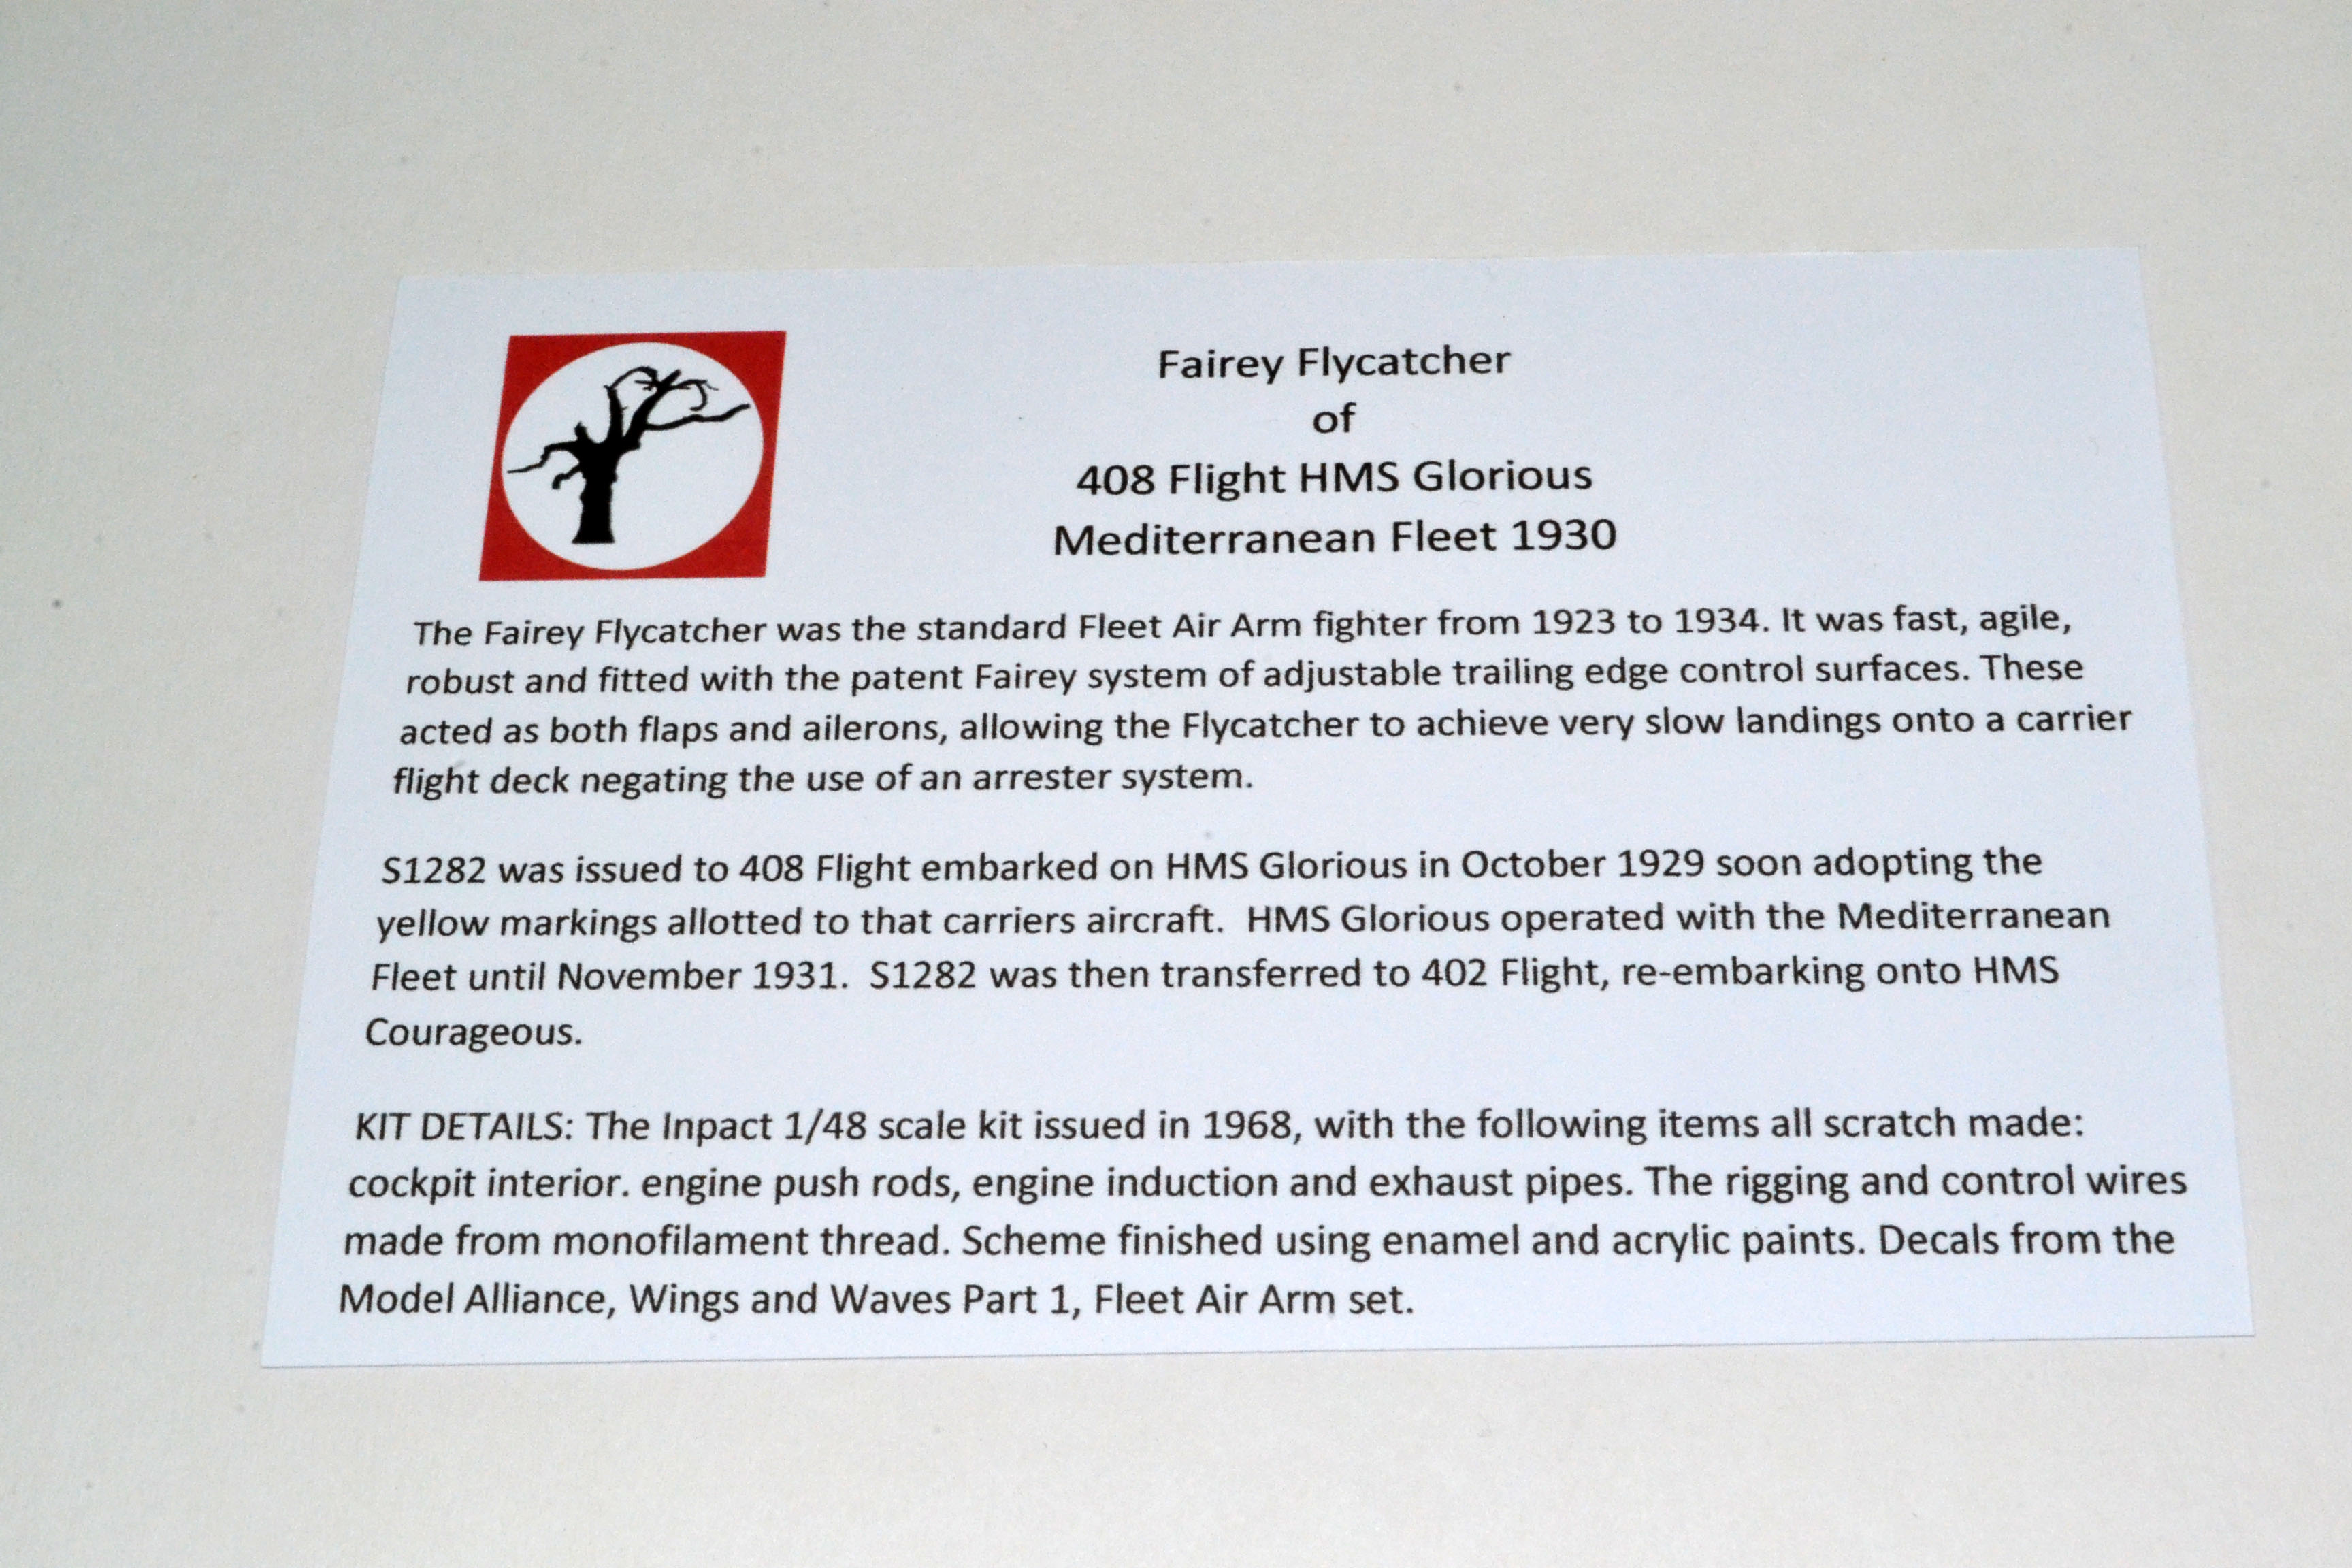 Fairey Flycatcher
of
408 Flight HMS Glorious
Mediterranean Fleet 1930
The Fairey Flycatcher was the standard Fleet Air Arm fighter from 1923 to 1934. It was fast, agile,
robust and fitted with the patent Fairey system of adjustable trailing edge control surfaces. These
acted as both flaps and ailerons, allowing the Flycatcher to achieve very slow landings onto a carrier
flight deck negating the use of an arrester system.
S1282 was issued to 408 Flight embarked on HMS Glorious in October 1929 soon adopting the
yellow markings allotted to that carriers aircraft.  HMS Glorious operated with the Mediterranean
Fleet until November 1931.  S1282 was then transferred to 402 Flight, re-embarking onto HMS
Courageous.
KIT DETAILS: The Inpact 1/48 scale kit issued in 1968, with the following items all scratch made:
cockpit interior. engine push rods, engine induction and exhaust pipes. The rigging and control wires
made from monofilament thread. Scheme finished using enamel and acrylic paints. Decals from the
Model Alliance, Wings and Waves Part 1, Fleet Air Arm set.